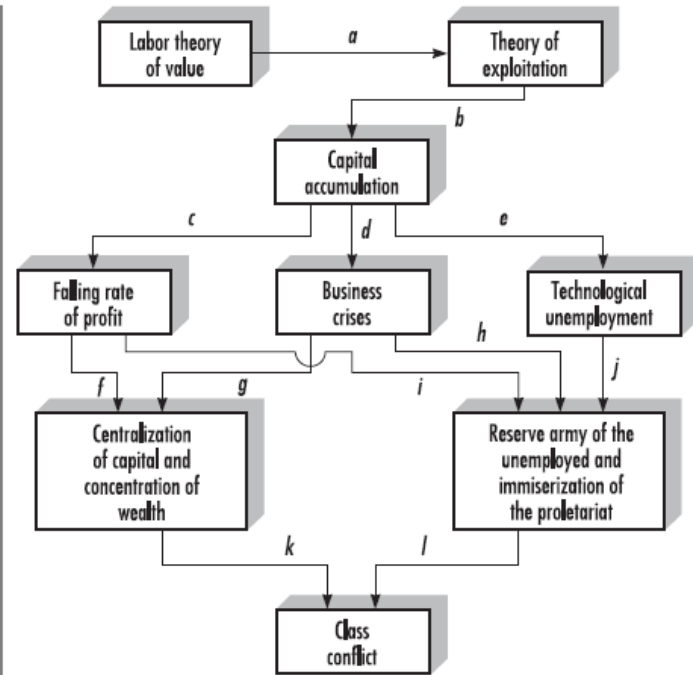 Labor theory
of value
a
Theory of
exploitation
b
Capital
accumulation
c
d
e
Falling rate
of profit
Business
crises
Technological
unemployment
h
f
g
i
j
Centralization
of capital and
concentration of
wealth
Reserve army of the
unemployed and
immiserization of
the proletariat
k
l
Class
conflict